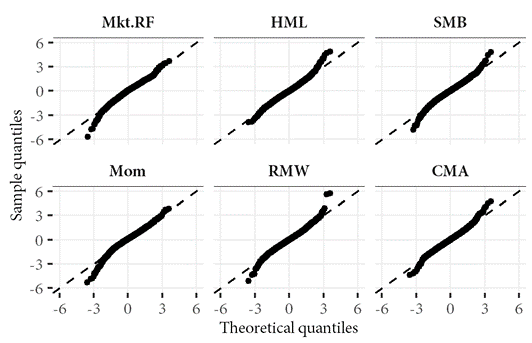 Mkt.RF HML SMB
6
3
0
-3
-6
Sample quantiles
Mom RMW CMA
6
3
0
-3
-6
-6 -3 0 3 6 -6 -3 0 3 6 -6 -3 0 3 6
Theoretical quantiles